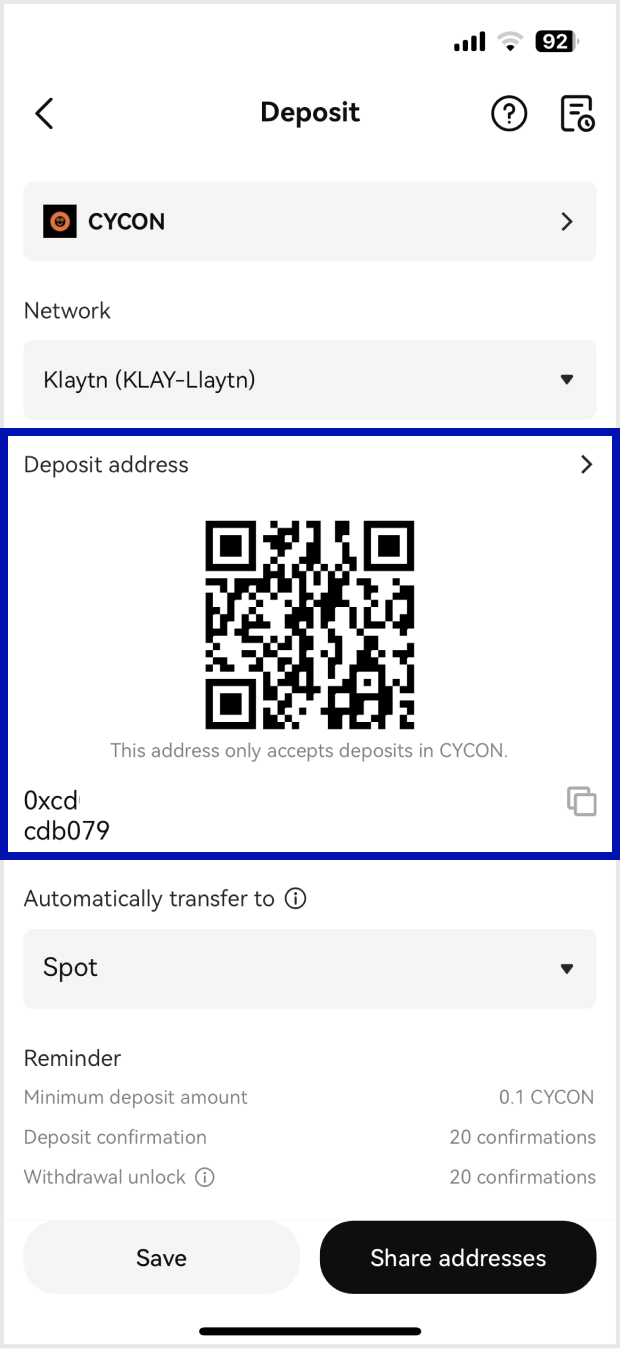 92
Deposit
CYCON
Network
Klaytn (KLAY-Llaytn)
Deposit address
This address only accepts deposits in CYCON.
0xcd
cdb079
Automatically transfer to
Spot
Reminder
Minimum deposit amount 0.1 CYCON
Deposit confirmation 20 confirmations
Withdrawal unlock 20 confirmations
Save Share addresses